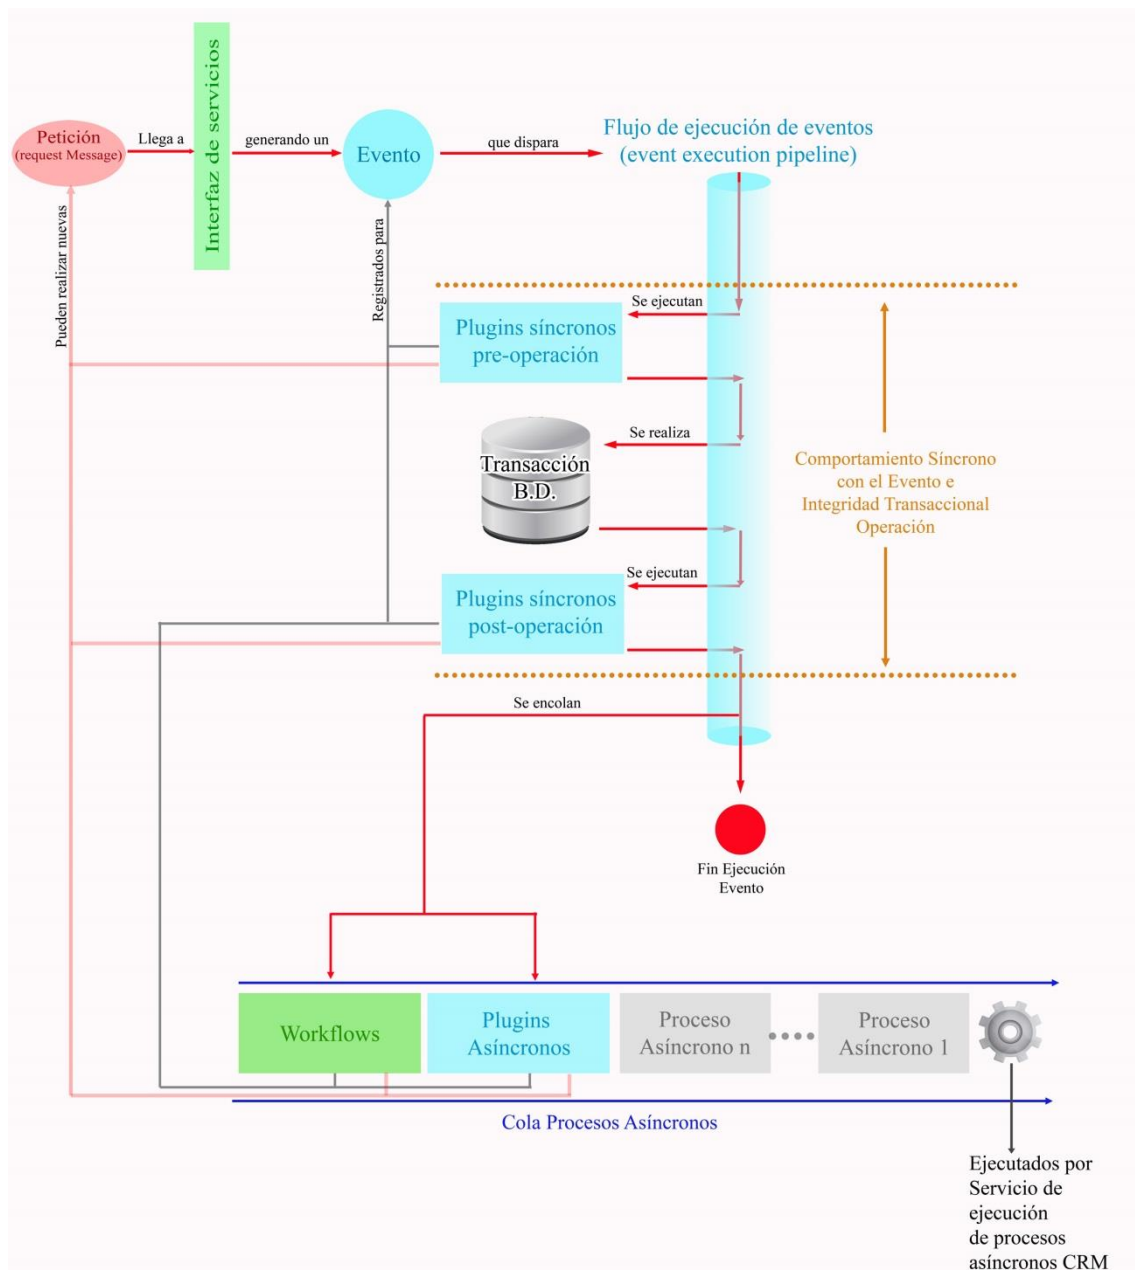 Petición
(request Message)
Llega a
Interfaz de servicios
generando un
Evento
que dispara
Flujo de ejecución de eventos
(event execution pipeline)
Pueden realizar nuevas
Registrados para
Se ejecutan
Plugins síncronos
pre-operación
Se realiza
Transacción
B.D.
Comportamiento Síncrono
con el Evento e
Integridad Transaccional
Operación
Se ejecutan
Plugins síncronos
post-operación
Se encolan
Fin Ejecución
Evento
Workflows
Plugins
Asíncronos
Proceso
Asíncrono n
Proceso
Asíncrono 1
Cola Procesos Asíncronos
Ejecutados por
Servicio de
ejecución
de procesos
asíncronos CRM